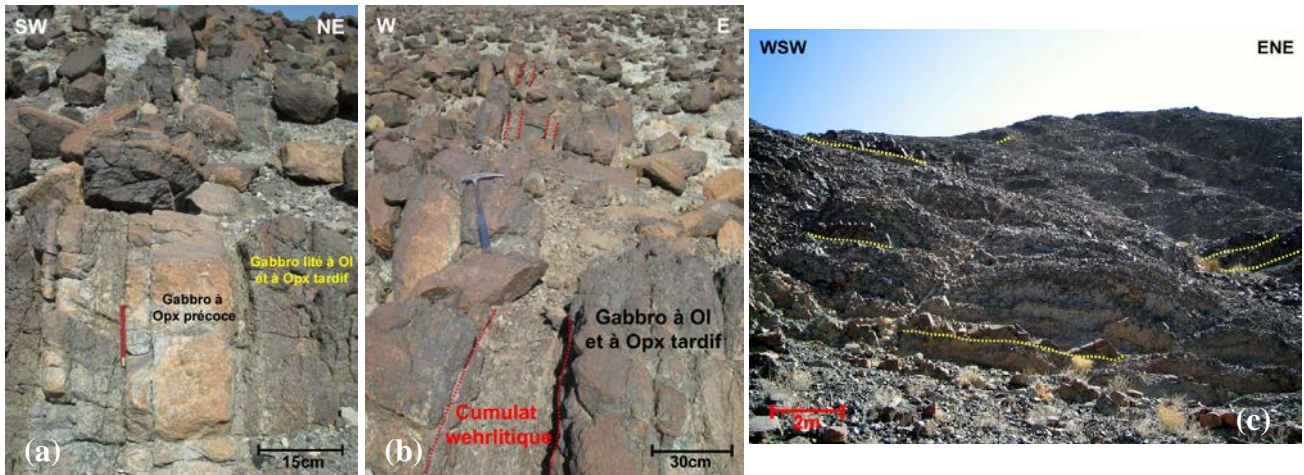 SW
NE
Gabbro lité à Ol
et à Opx tardif
Gabbro à
Opx précoce
15cm
(a)
W
E
Gabbro à Ol
et à Opx tardif
Cumulat
wehrlitique
30cm
(b)
WSW
ENE
2m
(c)